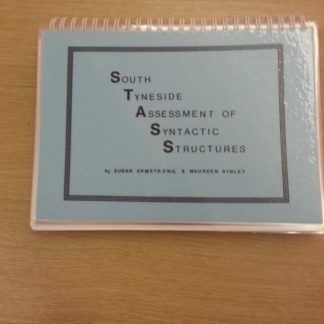 SOUTH
TYNESIDE
ASSESSMENT OF
SYNTACTIC
STRUCTURES
By SUSAN ARMSTRONG & MAUREEN AINLEY